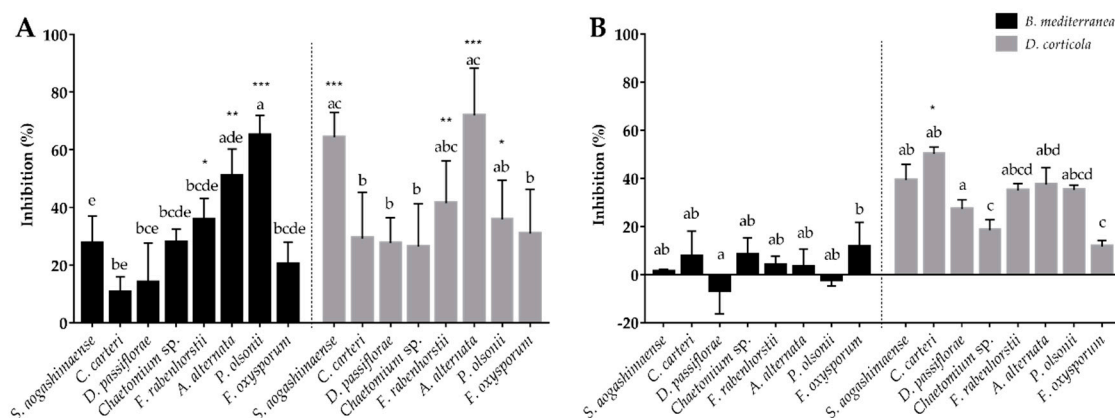 A
B
B. mediterranea
D. corticola
Inhibition (%)
100
80
60
40
20
0
e
be
bce
bcde
*
bcde
**
ade
***
a
bcde
***
ac
b
b
b
**
abc
***
ac
*
ab
b
S. aogashimaense
C. carteri
D. passiflorae
Chaetomium sp.
F. rabenhorstii
A. alternata
P. olsonii
F. oxysporum
S. aogashimaense
C. carteri
D. passiflorae
Chaetomium sp.
F. rabenhorstii
A. alternata
P. olsonii
F. oxysporum
Inhibition (%)
100
80
60
40
20
0
-20
ab
ab
a
ab
ab
ab
ab
b
ab
*
ab
a
c
abcd
abd
abcd
c
S. aogashimaense
C. carteri
D. passiflorae
Chaetomium sp.
F. rabenhorstii
A. alternata
P. olsonii
F. oxysporum
S. aogashimaense
C. carteri
D. passiflorae
Chaetomium sp.
F. rabenhorstii
A. alternata
P. olsonii
F. oxysporum